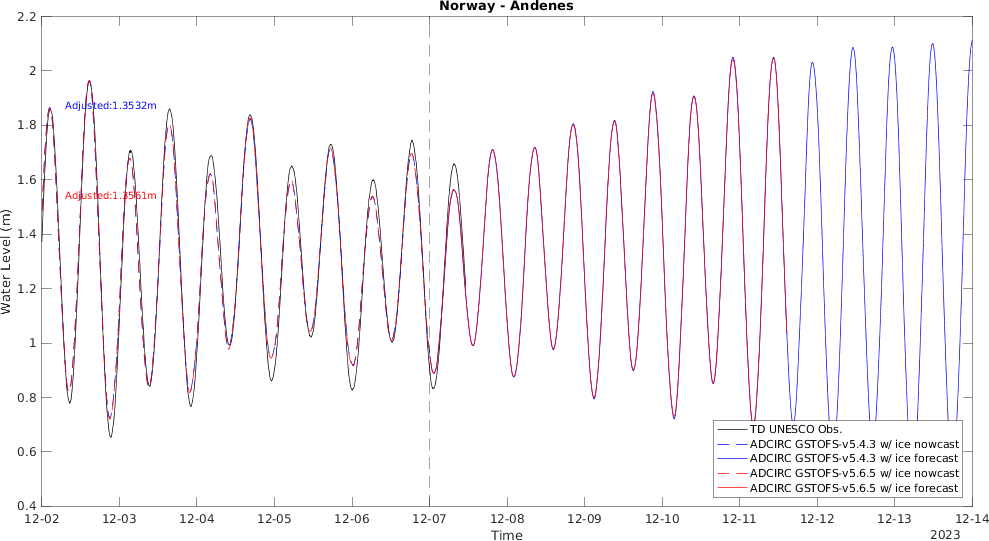 Norway - Andenes
2.2
2
1.8
1.6
1.4
1.2
1
0.8
0.6
0.4
Water Level (m)
Adjusted:1.3532m
Adjusted:1.3561m
TD UNESCO Obs.
ADCIRC GSTOFS-v5.4.3 w/ ice nowcast
ADCIRC GSTOFS-v5.4.3 w/ ice forecast
ADCIRC GSTOFS-v5.6.5 w/ ice nowcast
ADCIRC GSTOFS-v5.6.5 w/ ice forecast
12-02 12-03 12-04 12-05 12-06 12-07 12-08 12-09 12-10 12-11 12-12 12-13 12-14
Time
2023